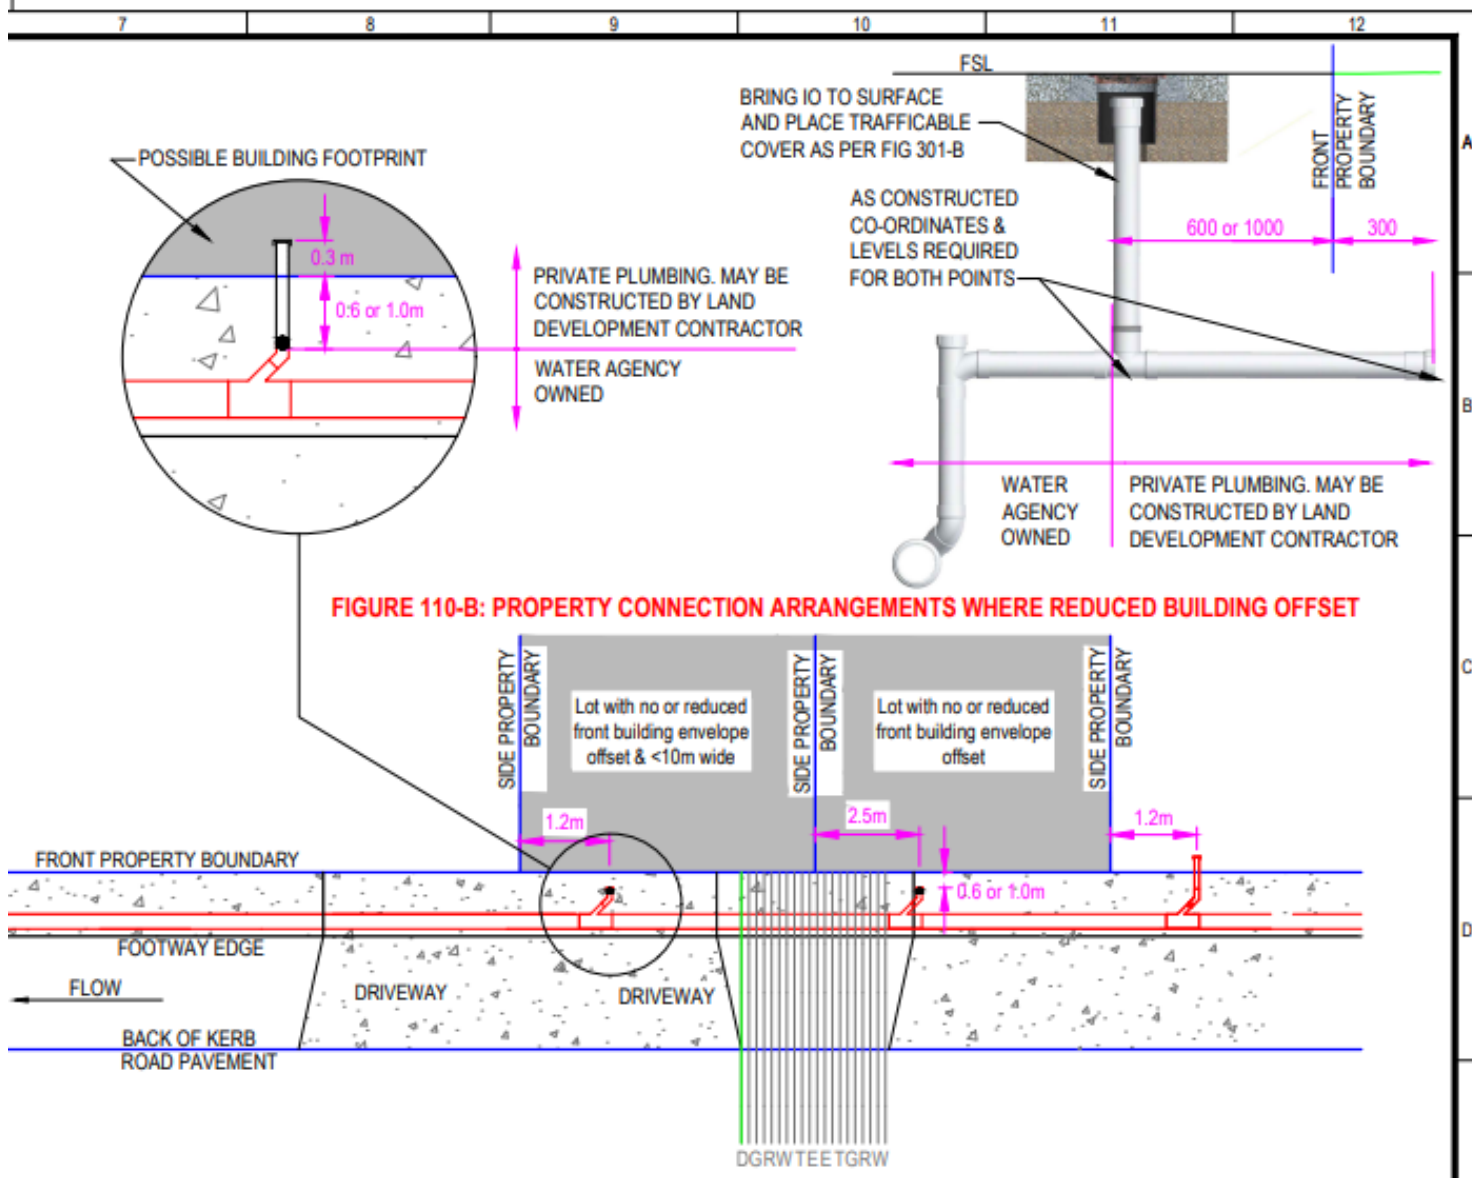 7 8 9 10 11 12
FSL
BRING IO TO SURFACE
AND PLACE TRAFFICABLE
COVER AS PER FIG 301-B
FRONT
PROPERTY
BOUNDARY
A
POSSIBLE BUILDING FOOTPRINT
AS CONSTRUCTED
CO-ORDINATES &
LEVELS REQUIRED
FOR BOTH POINTS
600 or 1000
300
0.3 m
0.6 or 1.0m
PRIVATE PLUMBING. MAY BE
CONSTRUCTED BY LAND
DEVELOPMENT CONTRACTOR
WATER AGENCY
OWNED
B
WATER
AGENCY
OWNED
PRIVATE PLUMBING. MAY BE
CONSTRUCTED BY LAND
DEVELOPMENT CONTRACTOR
FIGURE 110-B: PROPERTY CONNECTION ARRANGEMENTS WHERE REDUCED BUILDING OFFSET
C
SIDE PROPERTY
BOUNDARY
Lot with no or reduced
front building envelope
offset & <10m wide
SIDE PROPERTY
BOUNDARY
Lot with no or reduced
front building envelope
offset
SIDE PROPERTY
BOUNDARY
1.2m
2.5m
1.2m
FRONT PROPERTY BOUNDARY
0.6 or 1.0m
D
FOOTWAY EDGE
FLOW
DRIVEWAY
DRIVEWAY
BACK OF KERB
ROAD PAVEMENT
DGRWTEETGRW